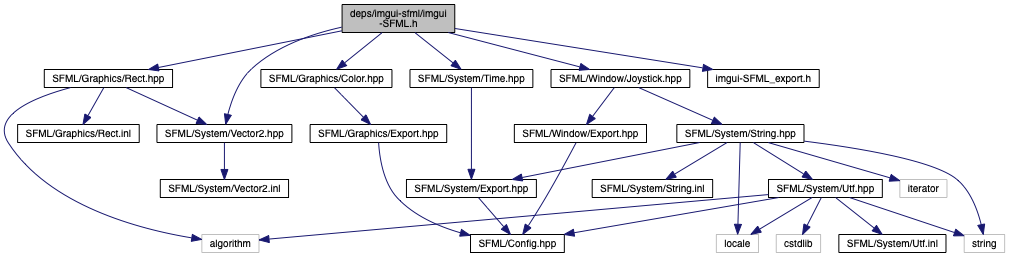 deps/imgui-sfml/imgui
-SFML.h
SFML/Graphics/Rect.hpp
SFML/Graphics/Color.hpp
SFML/System/Time.hpp
SFML/Window/Joystick.hpp
imgui-SFML_export.h
SFML/Graphics/Rect.inl
SFML/System/Vector2.hpp
SFML/Graphics/Export.hpp
SFML/Window/Export.hpp
SFML/System/String.hpp
SFML/System/Vector2.inl
SFML/System/Export.hpp
SFML/System/String.inl
SFML/System/Utf.hpp
iterator
algorithm
SFML/Config.hpp
locale
cstdlib
SFML/System/Utf.inl
string